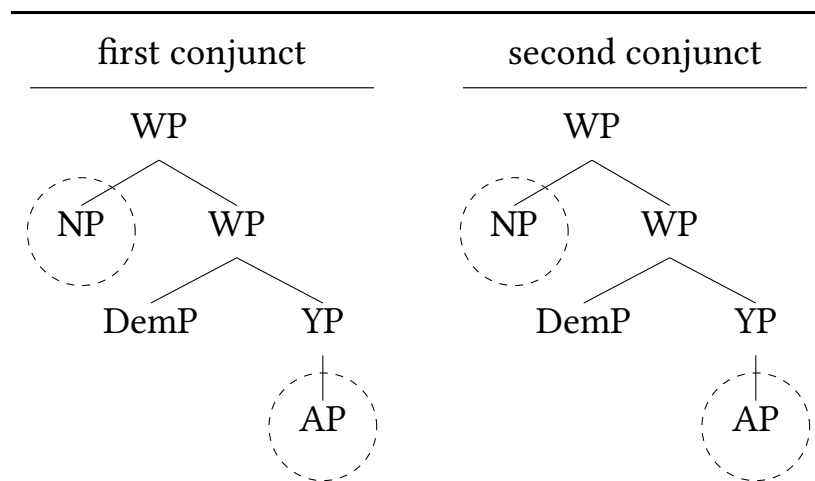 first conjunct second conjunct
WP WP
NP WP NP WP
DemP YP DemP YP
AP AP